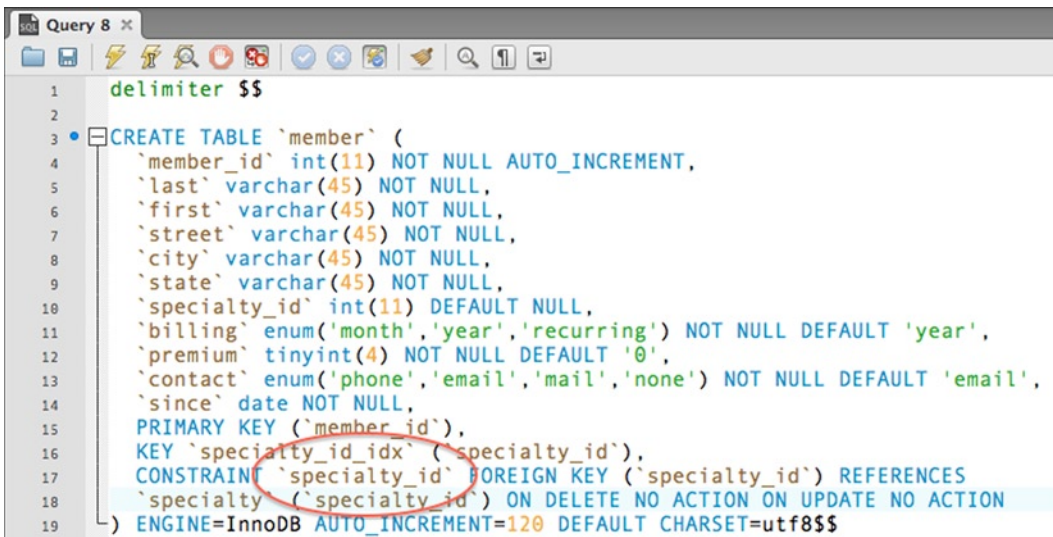 SQL Query 8 ×
1 delimiter $$
2
3 CREATE TABLE `member` (
4 `member_id` int(11) NOT NULL AUTO_INCREMENT,
5 `last` varchar(45) NOT NULL,
6 `first` varchar(45) NOT NULL,
7 `street` varchar(45) NOT NULL,
8 `city` varchar(45) NOT NULL,
9 `state` varchar(45) NOT NULL,
10 `specialty_id` int(11) DEFAULT NULL,
11 `billing` enum('month','year','recurring') NOT NULL DEFAULT 'year',
12 `premium` tinyint(4) NOT NULL DEFAULT '0',
13 `contact` enum('phone','email','mail','none') NOT NULL DEFAULT 'email',
14 `since` date NOT NULL,
15 PRIMARY KEY (`member_id`),
16 KEY `specialty_id_idx` (`specialty_id`),
17 CONSTRAINT `specialty_id` FOREIGN KEY (`specialty_id`) REFERENCES
18 `specialty` (`specialty_id`) ON DELETE NO ACTION ON UPDATE NO ACTION
19 ) ENGINE=InnoDB AUTO_INCREMENT=120 DEFAULT CHARSET=utf8$$